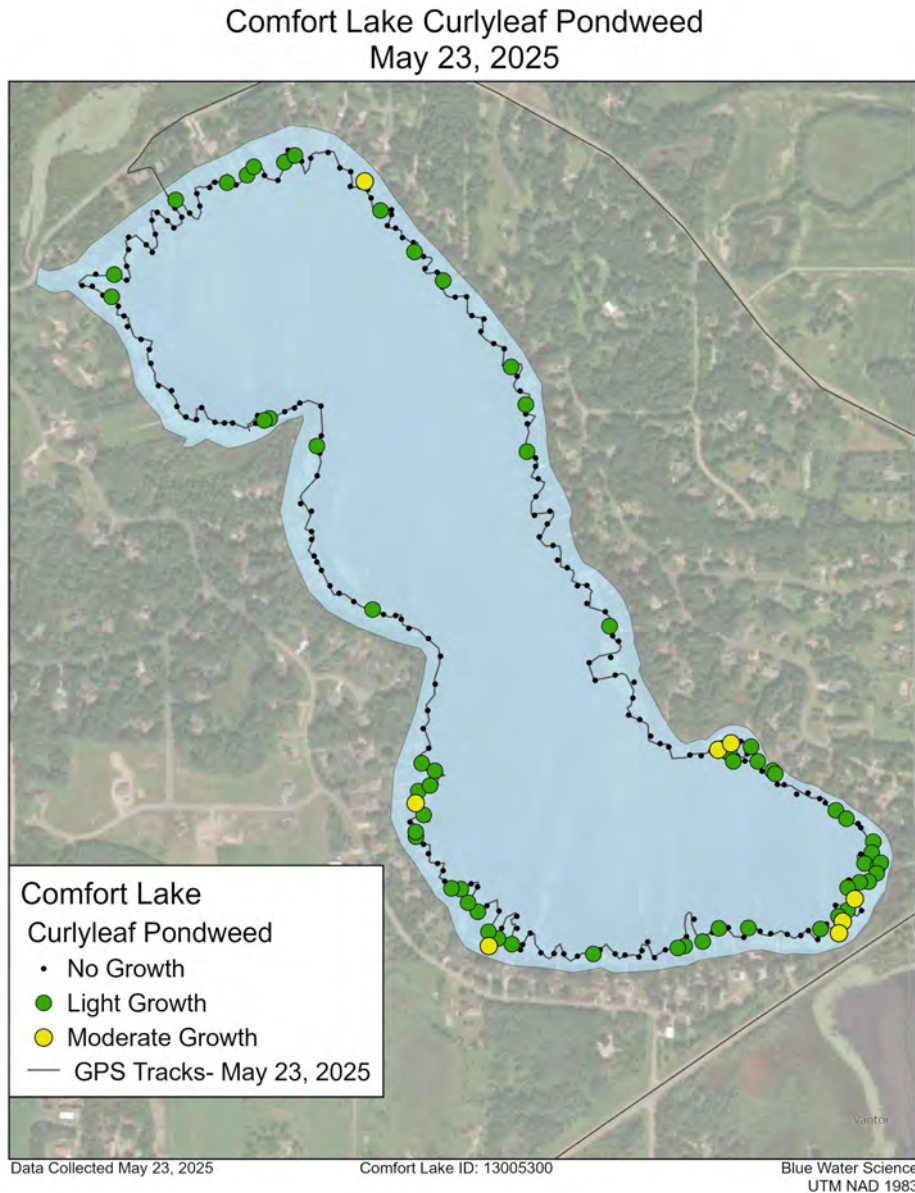 Comfort Lake Curlyleaf Pondweed
May 23, 2025
Comfort Lake
Curlyleaf Pondweed
No Growth
Light Growth
Moderate Growth
GPS Tracks- May 23, 2025
Vantor
Data Collected May 23, 2025
Comfort Lake ID: 13005300
Blue Water Science
UTM NAD 1983